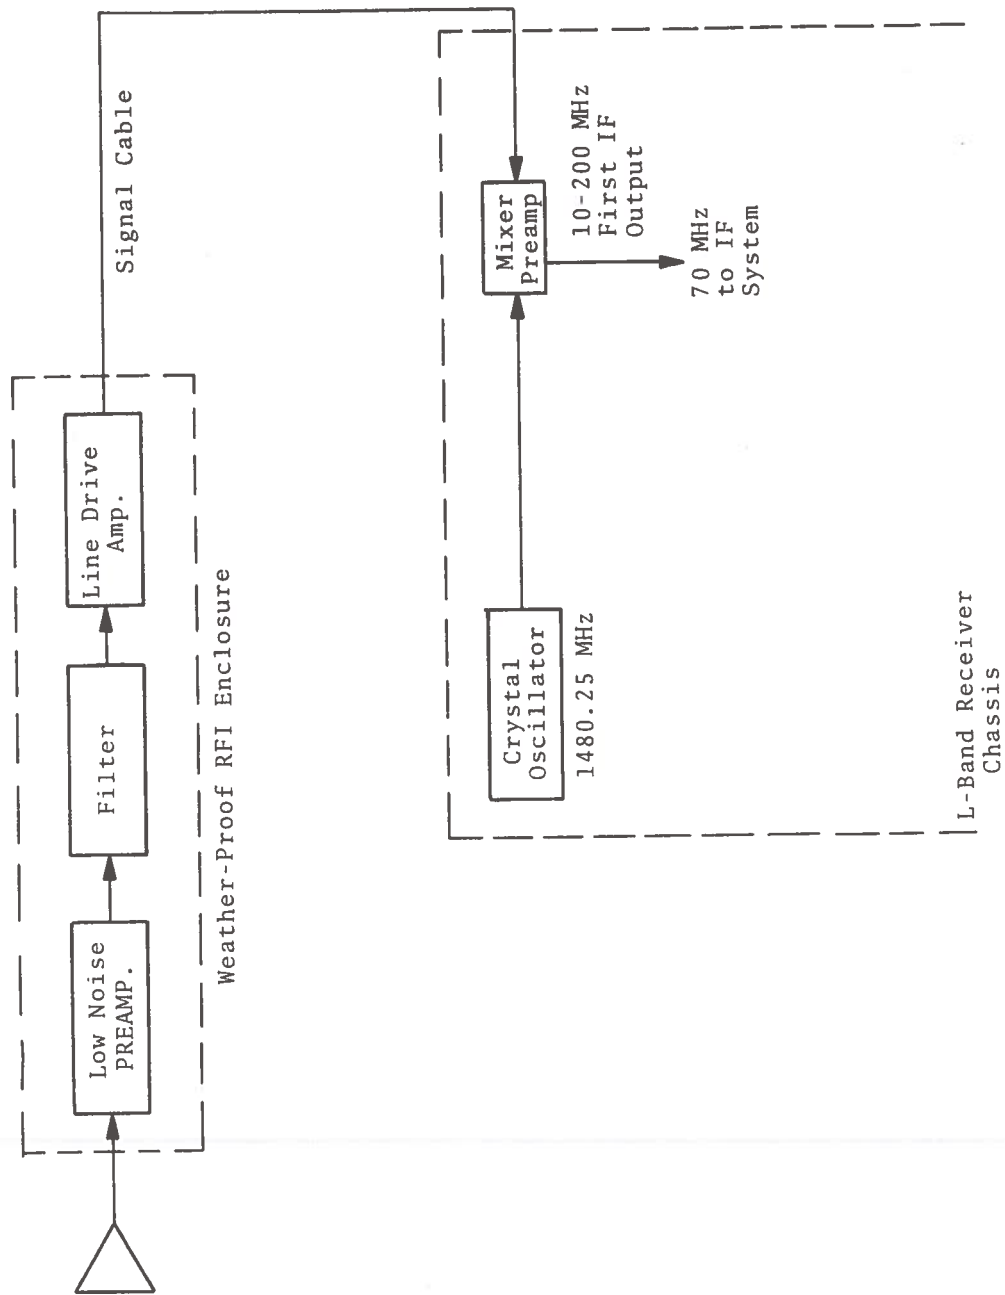 Low Noise
PREAMP.
Filter
Line Drive
Amp.
Signal Cable
Weather-Proof RFI Enclosure
Crystal
Oscillator
1480.25 MHz
Mixer
Preamp
10-200 MHz
First IF
Output
70 MHz
to IF
System
L-Band Receiver
Chassis